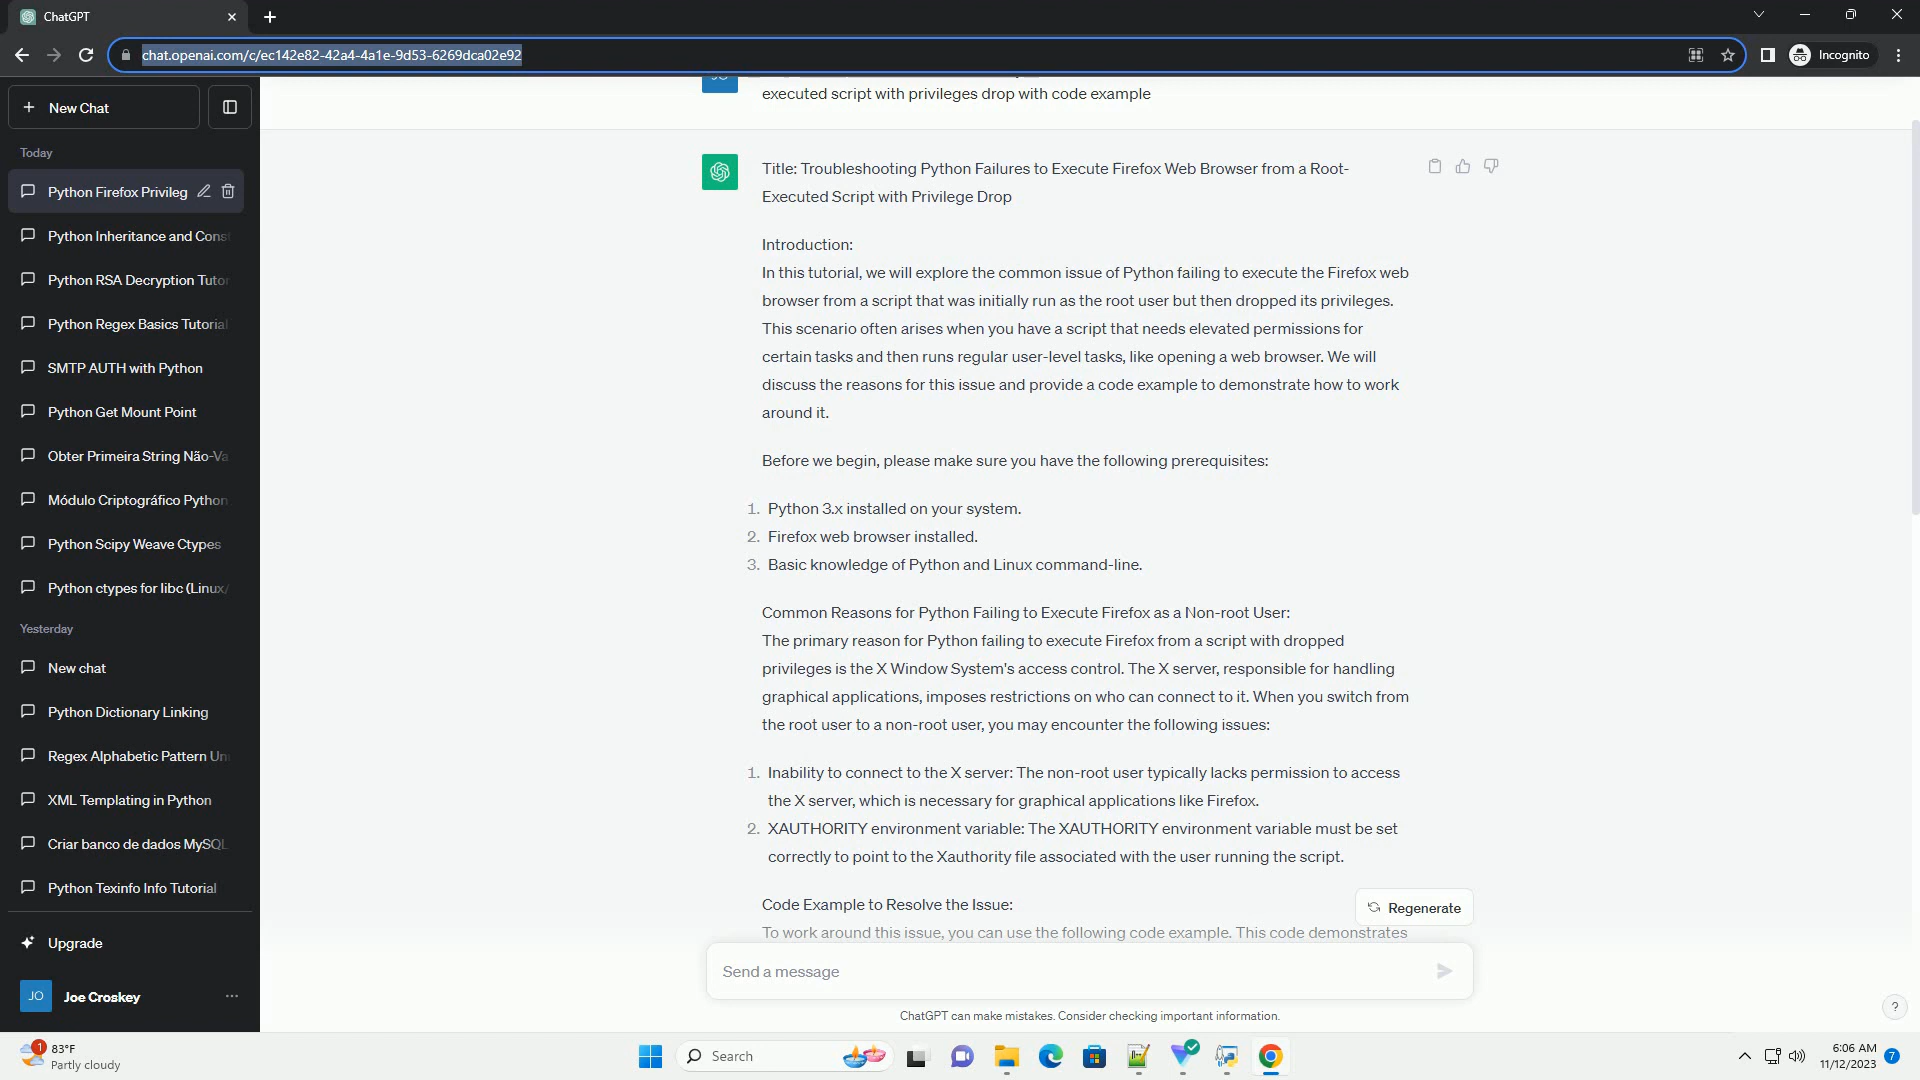 ChatGPT
chat.openai.com/c/ec142e82-42a4-4a1e-9d53-6269dca02e92
Incognito
New Chat
Today
Python Firefox Privileg
Python Inheritance and Cons
Python RSA Decryption Tutor
Python Regex Basics Tutorial
SMTP AUTH with Python
Python Get Mount Point
Obter Primeira String Não-Va
Módulo Criptográfico Python
Python Scipy Weave Ctypes
Python ctypes for libc (Linux/
Yesterday
New chat
Python Dictionary Linking
Regex Alphabetic Pattern Un
XML Templating in Python
Criar banco de dados MySQL
Python Texinfo Info Tutorial
Upgrade
JO
Joe Croskey
executed script with privileges drop with code example
Title: Troubleshooting Python Failures to Execute Firefox Web Browser from a Root-
Executed Script with Privilege Drop
Introduction:
In this tutorial, we will explore the common issue of Python failing to execute the Firefox web
browser from a script that was initially run as the root user but then dropped its privileges.
This scenario often arises when you have a script that needs elevated permissions for
certain tasks and then runs regular user-level tasks, like opening a web browser. We will
discuss the reasons for this issue and provide a code example to demonstrate how to work
around it.
Before we begin, please make sure you have the following prerequisites:
1. Python 3.x installed on your system.
2. Firefox web browser installed.
3. Basic knowledge of Python and Linux command-line.
Common Reasons for Python Failing to Execute Firefox as a Non-root User:
The primary reason for Python failing to execute Firefox from a script with dropped
privileges is the X Window System's access control. The X server, responsible for handling
graphical applications, imposes restrictions on who can connect to it. When you switch from
the root user to a non-root user, you may encounter the following issues:
1. Inability to connect to the X server: The non-root user typically lacks permission to access
the X server, which is necessary for graphical applications like Firefox.
2. XAUTHORITY environment variable: The XAUTHORITY environment variable must be set
correctly to point to the Xauthority file associated with the user running the script.
Code Example to Resolve the Issue:
To work around this issue, you can use the following code example. This code demonstrates
Regenerate
Send a message
ChatGPT can make mistakes. Consider checking important information.
?
1
83°F
Partly cloudy
Search
6:06 AM
11/12/2023
7